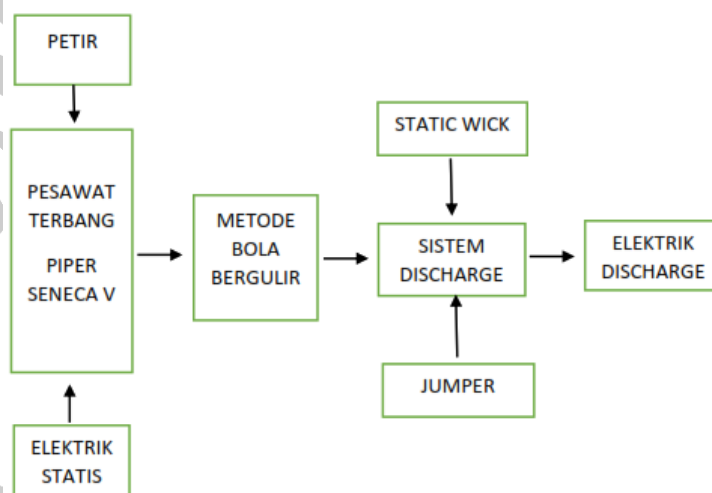 PETIR
PESAWAT
TERBANG
PIPER
SENECA V
ELEKTRIK
STATIS
METODE
BOLA
BERGULIR
STATIC WICK
SISTEM
DISCHARGE
JUMPER
ELEKTRIK
DISCHARGE